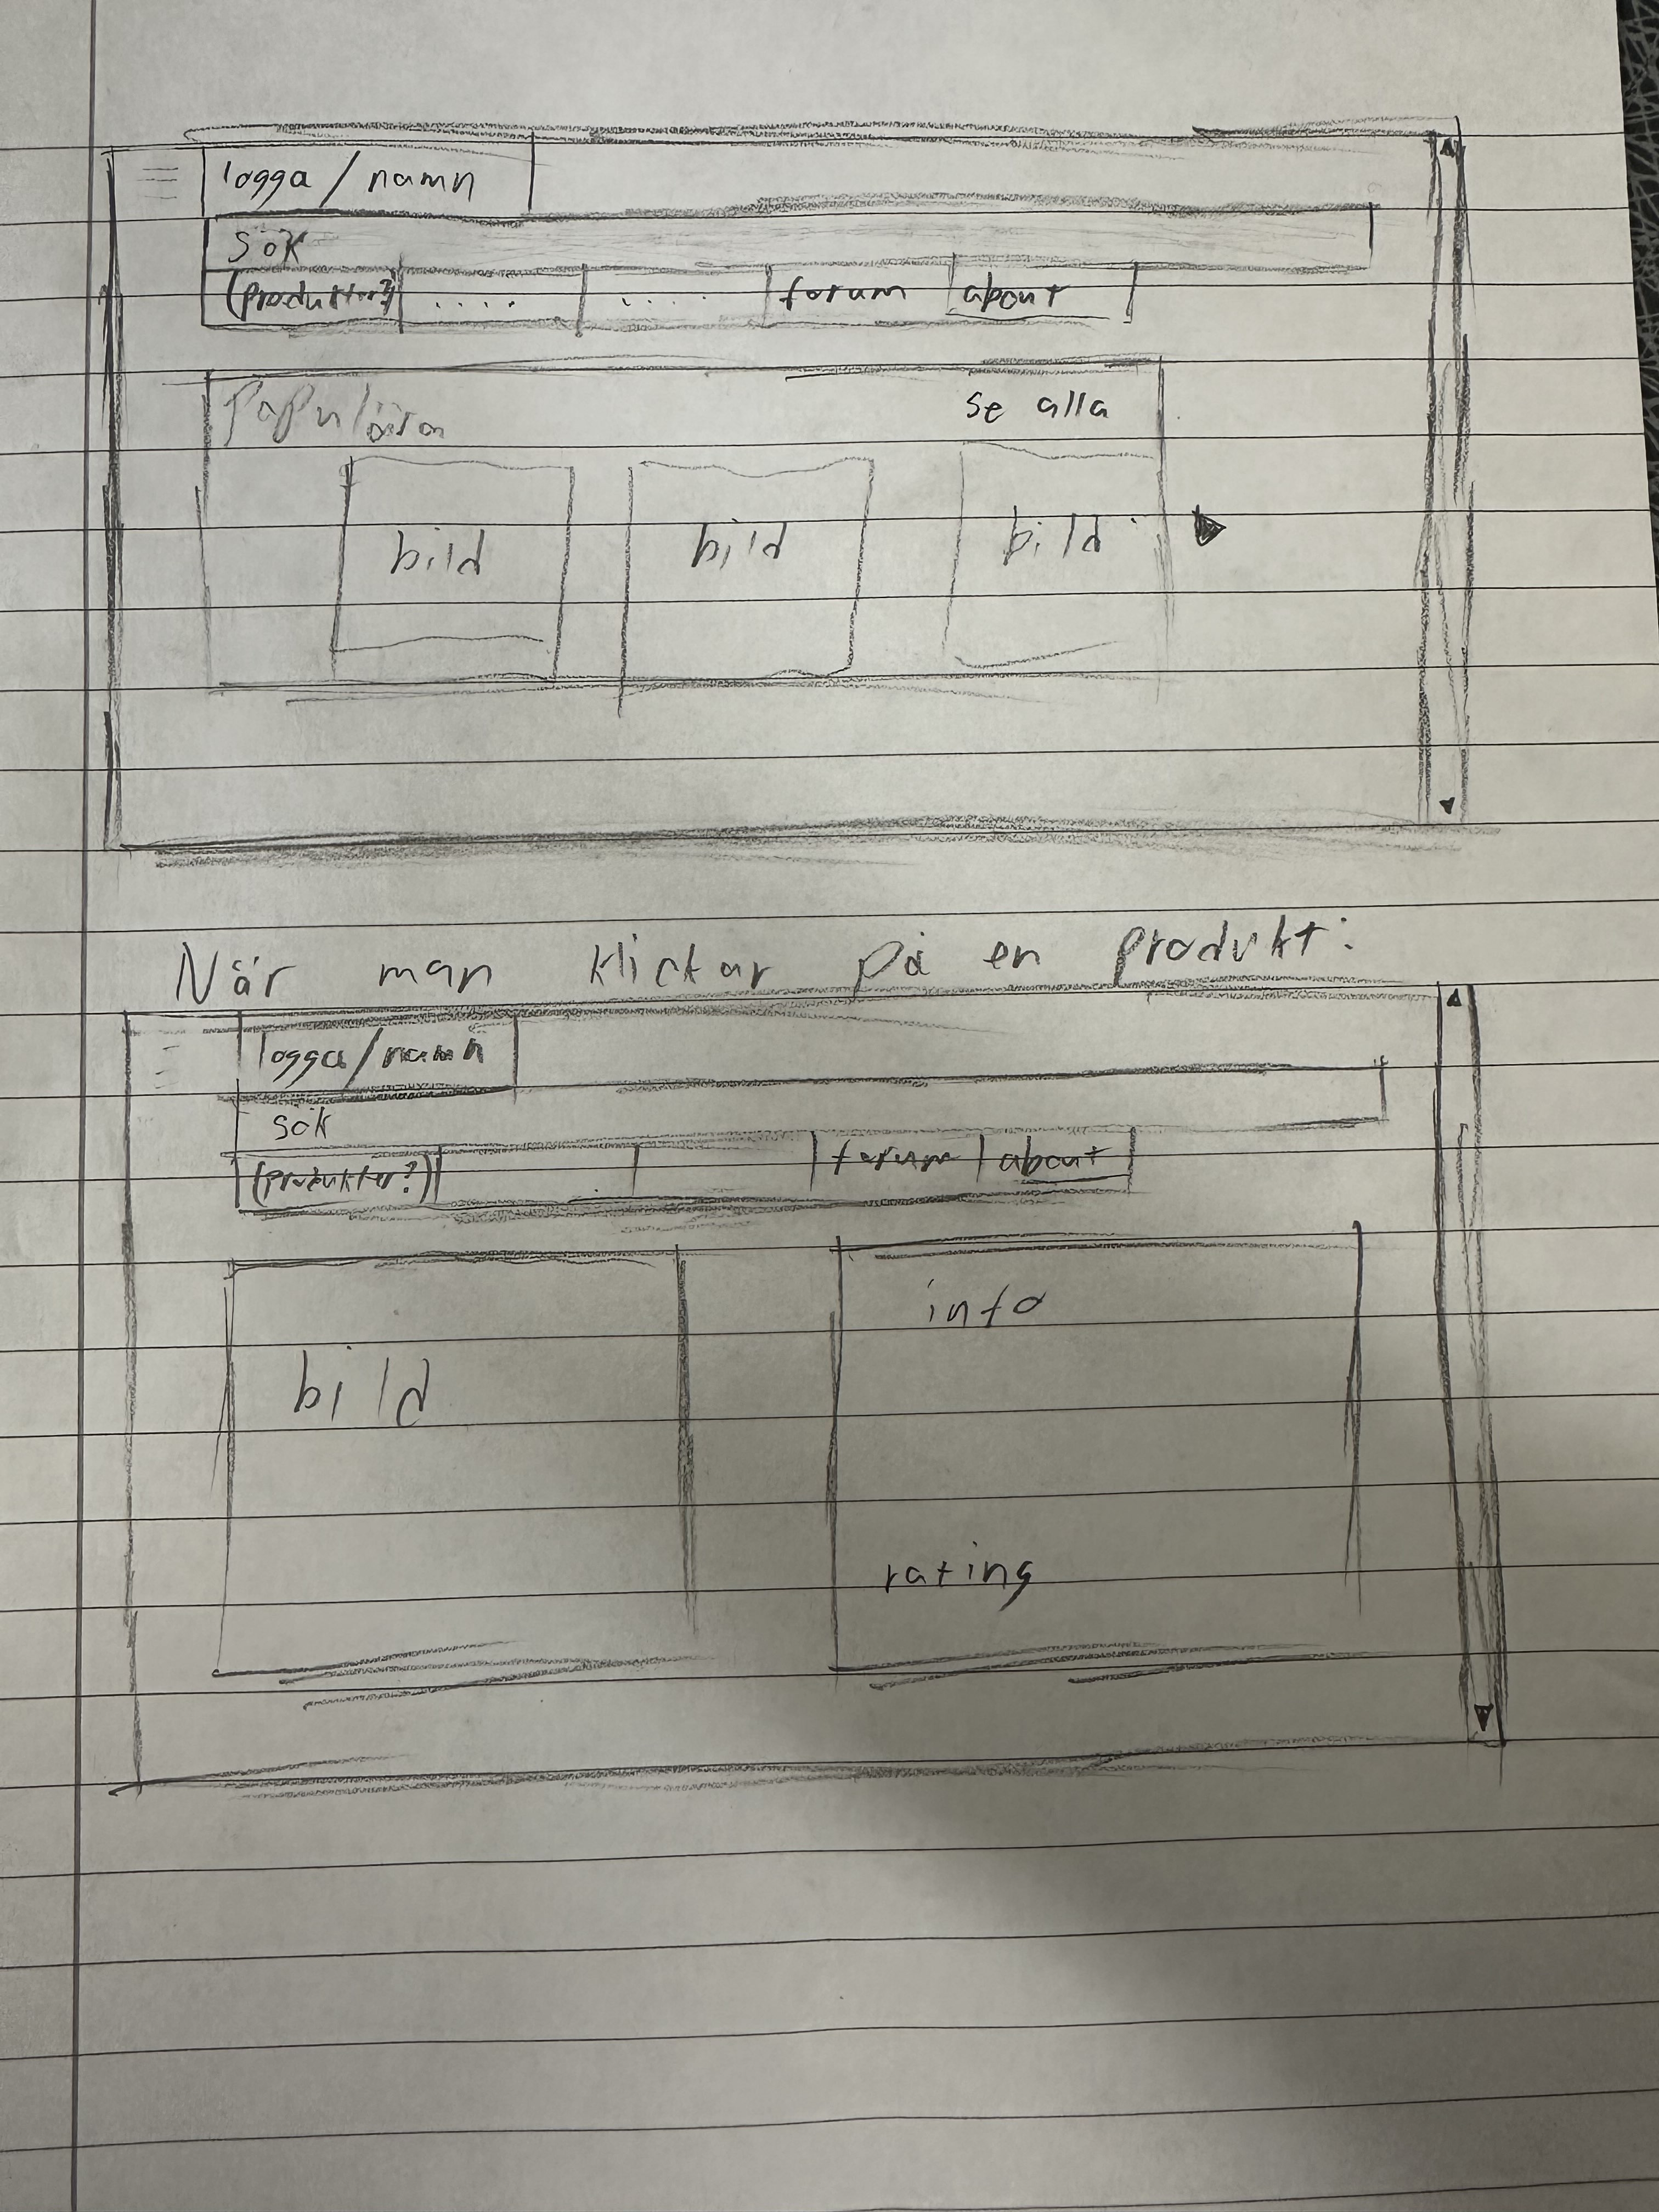 logga / namn
sök
(produkter?) ..... ..... forum about
Populära se alla
bild bild bild
När man klickar på en produkt:
logga/namn
sök
(produkter?) forum about
bild info
rating